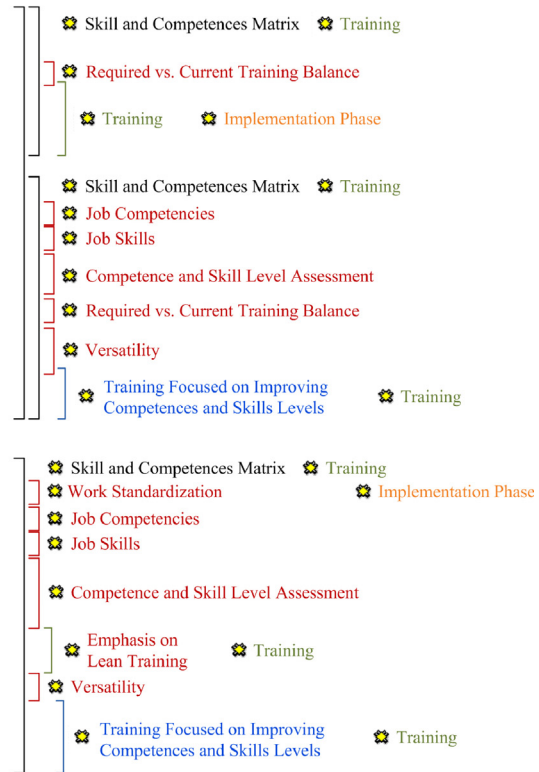 Skill and Competences Matrix Training
Required vs. Current Training Balance
Training Implementation Phase
Skill and Competences Matrix Training
Job Competencies
Job Skills
Competence and Skill Level Assessment
Required vs. Current Training Balance
Versatility
Training Focused on Improving
Competences and Skills Levels Training
Skill and Competences Matrix Training
Work Standardization Implementation Phase
Job Competencies
Job Skills
Competence and Skill Level Assessment
Emphasis on
Lean Training Training
Versatility
Training Focused on Improving
Competences and Skills Levels Training